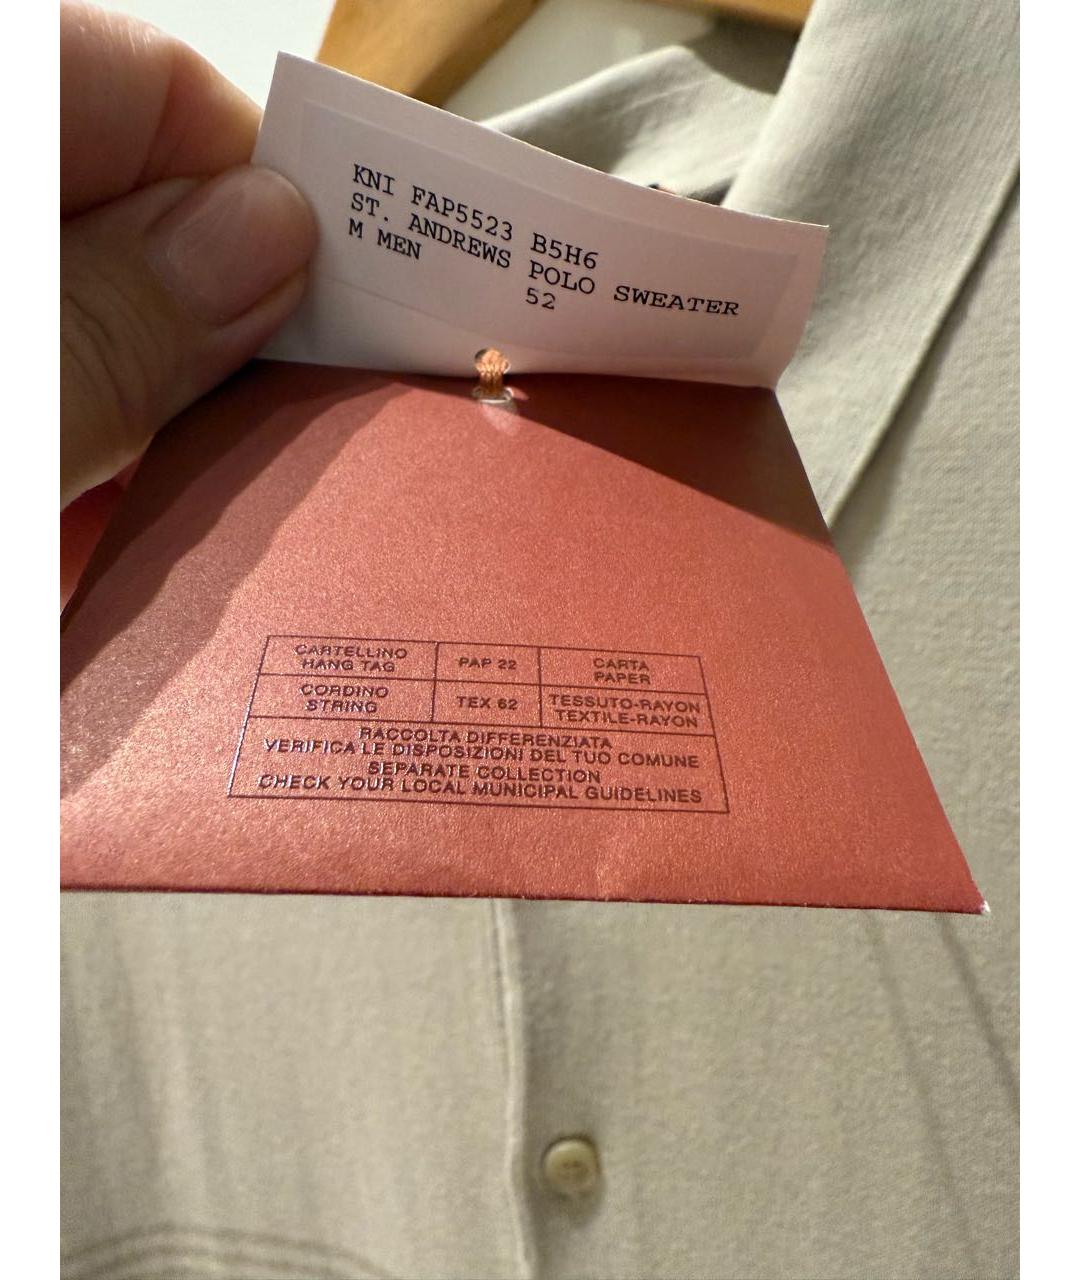 KNI FAP5523 B5H6
ST. ANDREWS POLO SWEATER
M MEN 52
CARTELLINO
HANG TAG
PAP 22
CARTA
PAPER
CORDINO
STRING
TEX 62
TESSUTO-RAYON
TEXTILE-RAYON
RACCOLTA DIFFERENZIATA
VERIFICA LE DISPOSIZIONI DEL TUO COMUNE
SEPARATE COLLECTION
CHECK YOUR LOCAL MUNICIPAL GUIDELINES